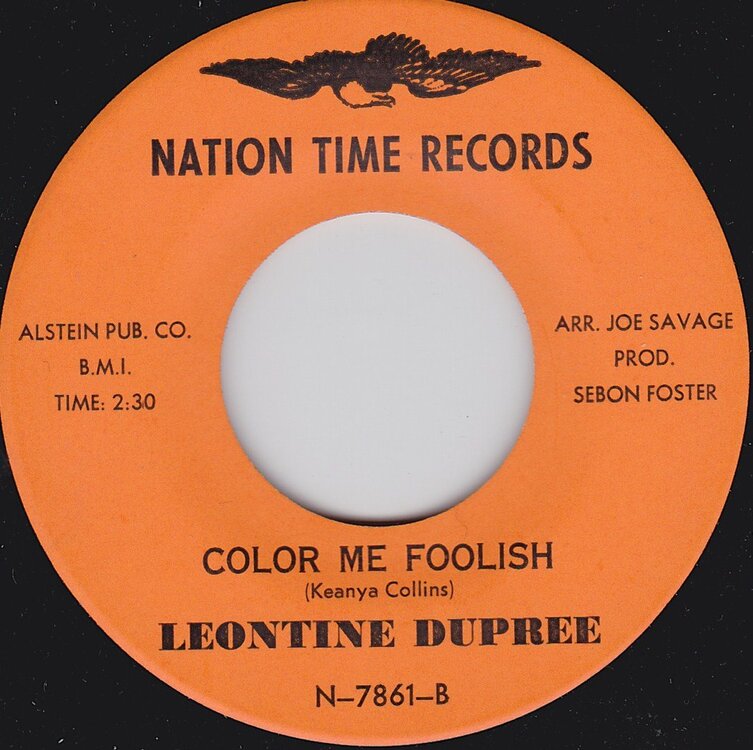 NATION TIME RECORDS
ALSTEIN PUB. CO.
B.M.I.
TIME: 2:30
ARR. JOE SAVAGE
PROD.
SEBON FOSTER
COLOR ME FOOLISH
(Keanya Collins)
LEONTINE DUPREE
N–7861–B